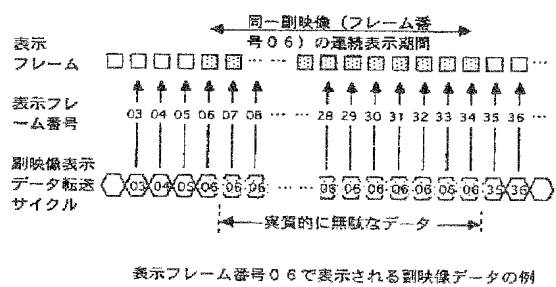 同一副映像（フレーム番
号０６）の連続表示期間
表示
フレーム
‥‥
‥‥
表示フレ
ーム番号
03 04 05 06 07 08 ‥‥ 28 29 30 31 32 33 34 35 36
副映像表示
データ転送
サイクル
03 04 05 06 06 06 ‥‥ 06 06 06 06 06 06 06 35 36
実質的に無駄なデータ
表示フレーム番号０６で表示される副映像データの例